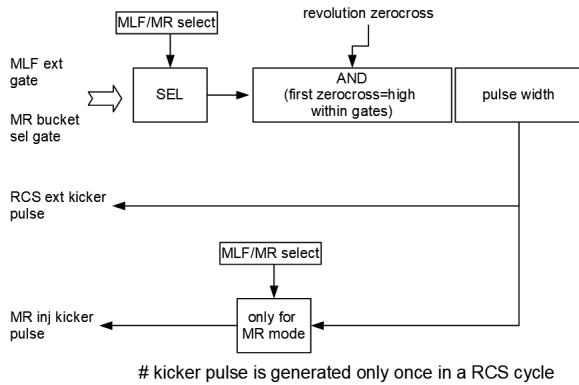 revolution zerocross
MLF/MR select
MLF ext
gate
MR bucket
sel gate
SEL
AND
(first zerocross=high
within gates)
pulse width
RCS ext kicker
pulse
MLF/MR select
MR inj kicker
pulse
only for
MR mode
# kicker pulse is generated only once in a RCS cycle